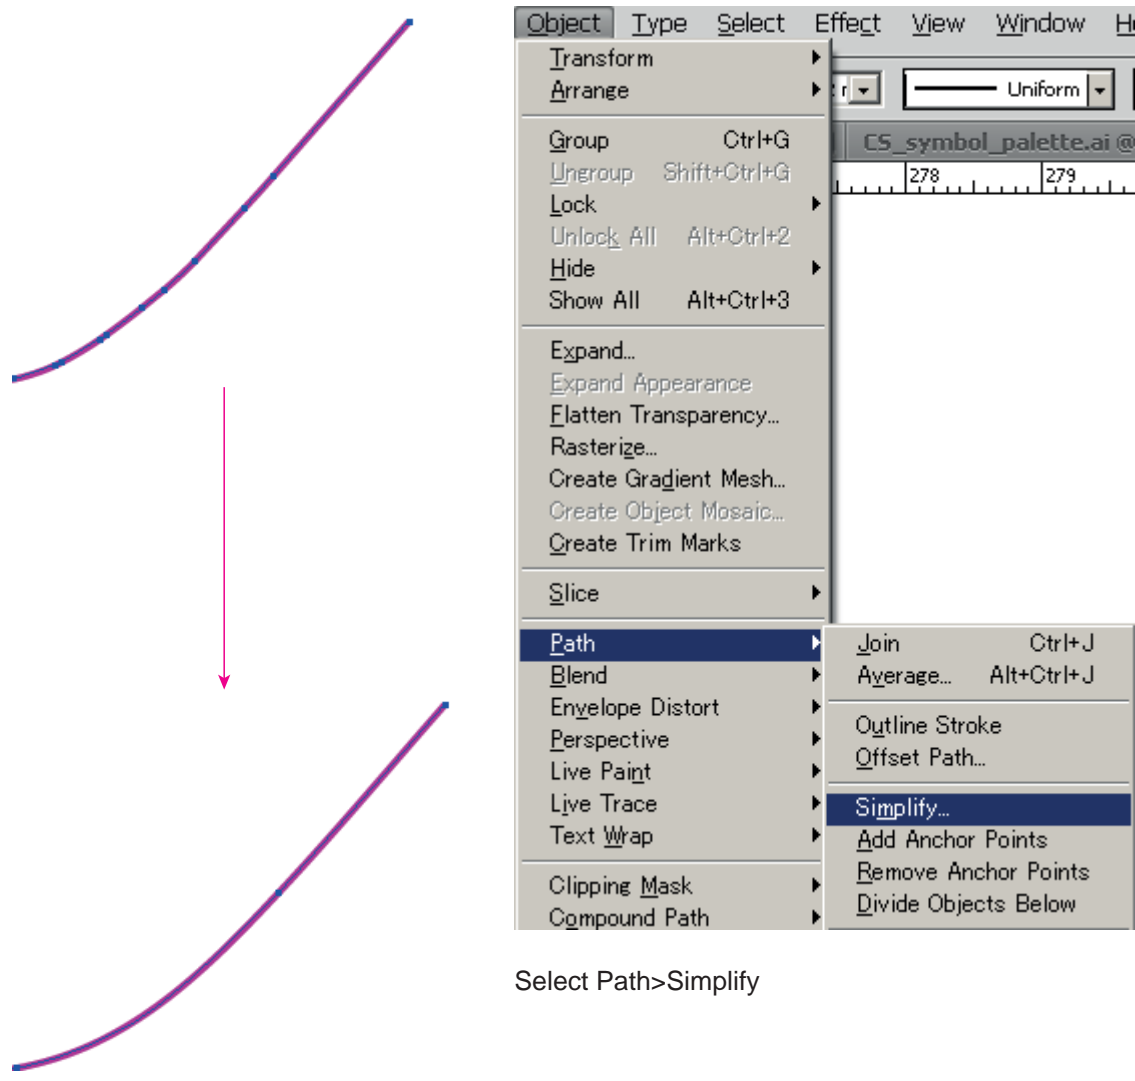 Object Type Select Effect View Window He
Transform
Arrange
Uniform
Group Ctrl+G
CS_symbol_palette.ai @
Ungroup Shift+Ctrl+G
278 279
Lock
Unlock All Alt+Ctrl+2
Hide
Show All Alt+Ctrl+3
Expand...
Expand Appearance
Flatten Transparency...
Rasterize...
Create Gradient Mesh...
Create Object Mosaic...
Create Trim Marks
Slice
Path
Blend
Envelope Distort
Perspective
Live Paint
Live Trace
Text Wrap
Clipping Mask
Compound Path
Join Ctrl+J
Average... Alt+Ctrl+J
Outline Stroke
Offset Path...
Simplify...
Add Anchor Points
Remove Anchor Points
Divide Objects Below
Select Path>Simplify